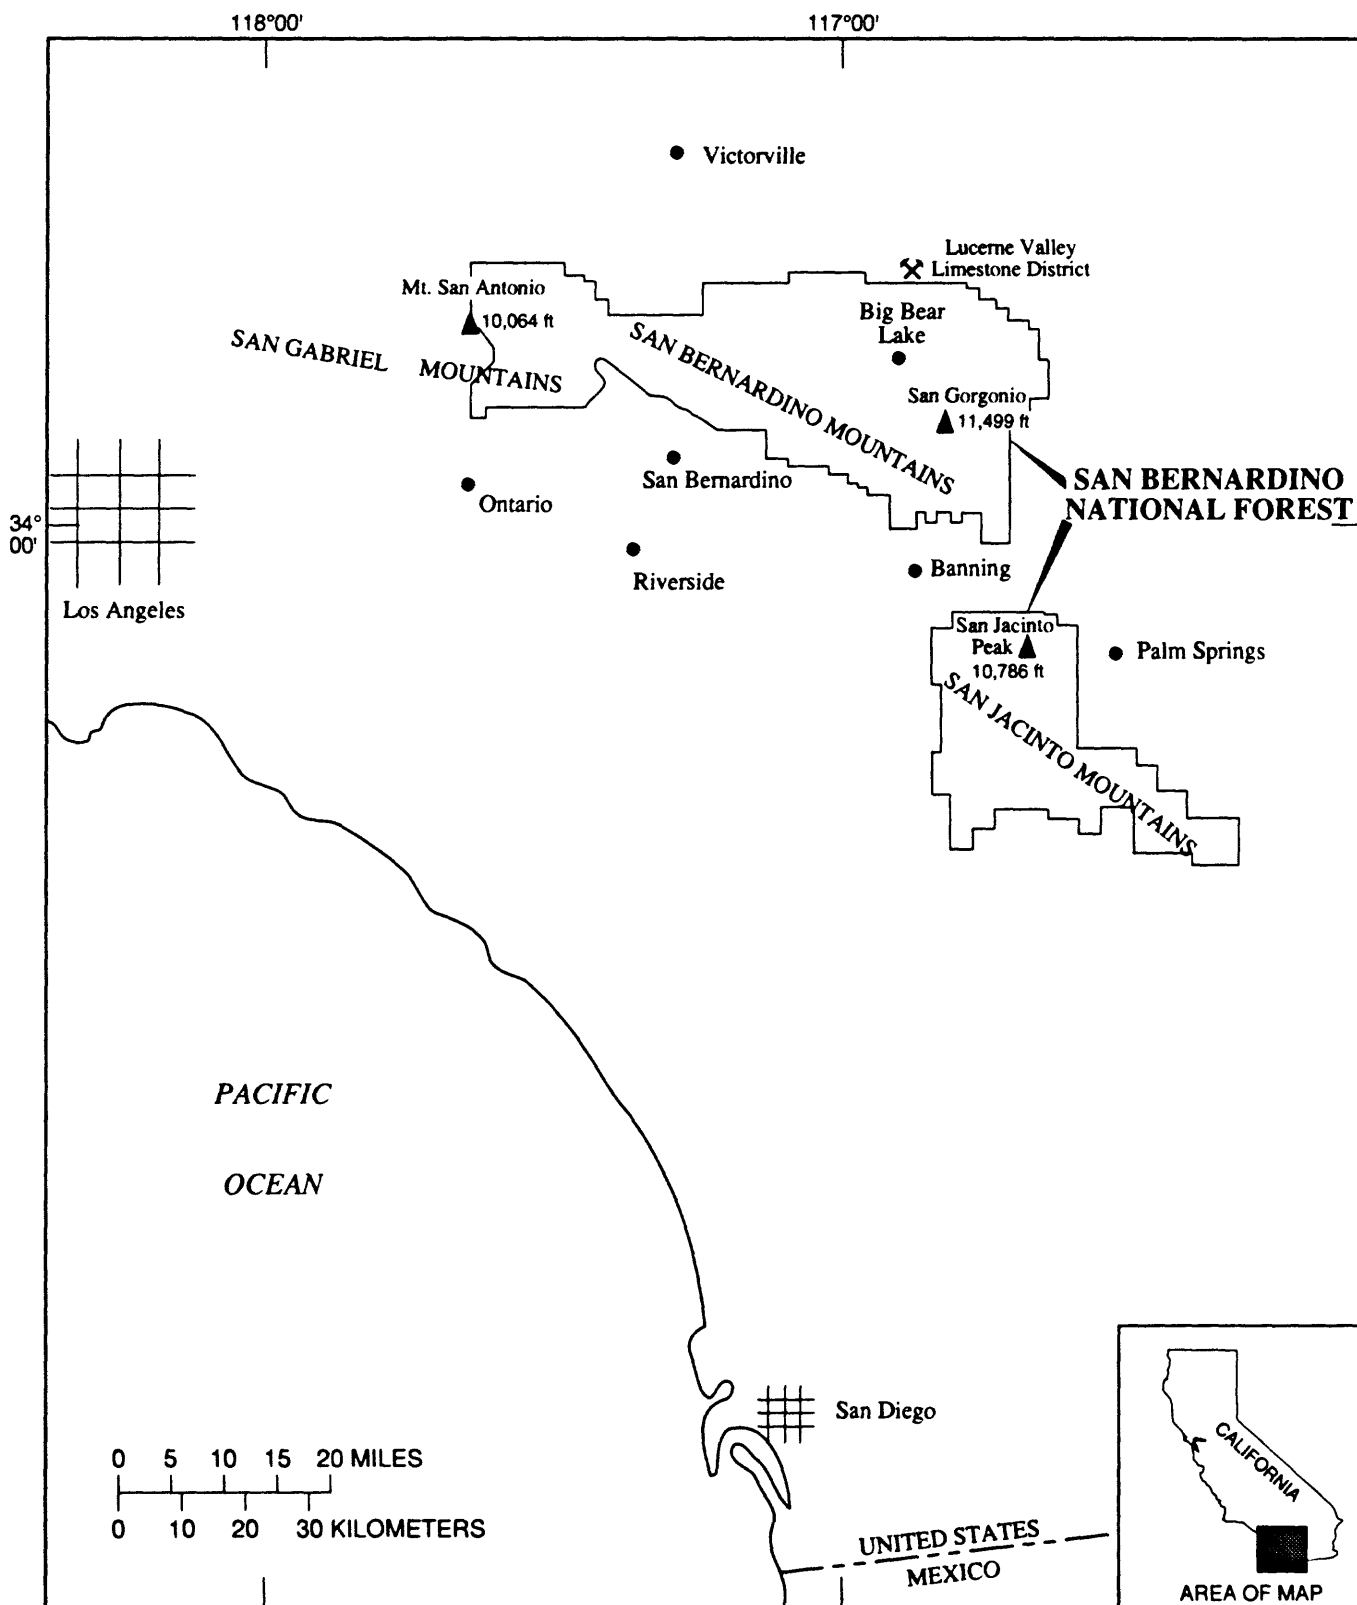 118°00'
117°00'
Victorville
Lucerne Valley
Limestone District
Mt. San Antonio
10,064 ft
Big Bear
Lake
SAN GABRIEL MOUNTAINS
SAN BERNARDINO MOUNTAINS
San Gorgonio
11,499 ft
SAN BERNARDINO
NATIONAL FOREST
San Bernardino
Ontario
34°
00'
Riverside
Banning
Los Angeles
San Jacinto
Peak
10,786 ft
Palm Springs
SAN JACINTO MOUNTAINS
PACIFIC
OCEAN
San Diego
0 5 10 15 20 MILES
0 10 20 30 KILOMETERS
UNITED STATES
MEXICO
CALIFORNIA
AREA OF MAP